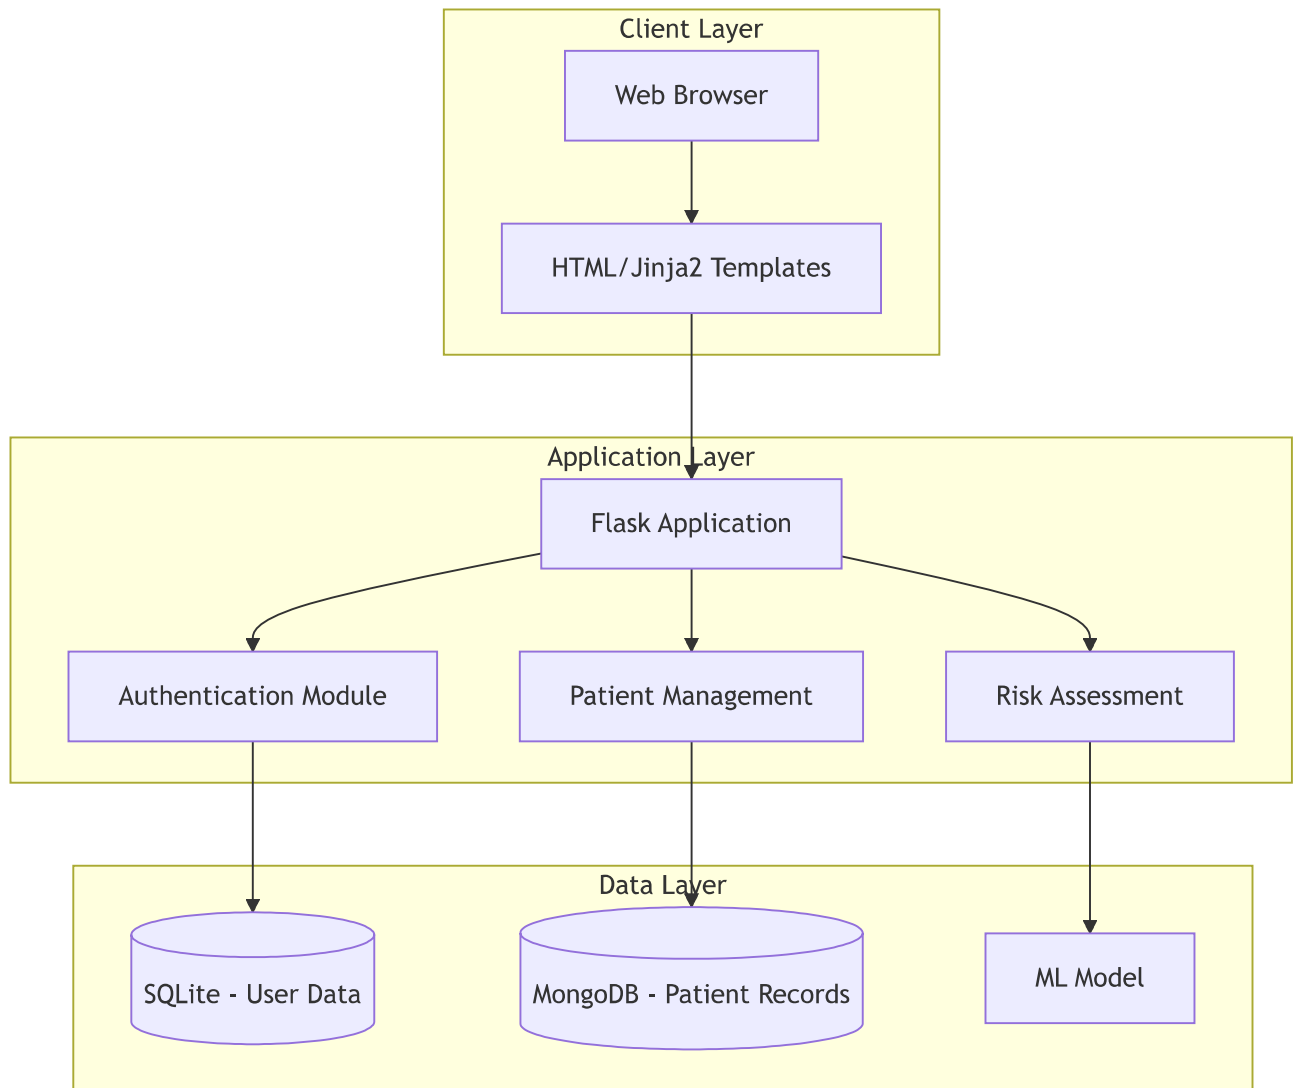 Client Layer
Web Browser
HTML/Jinja2 Templates
Application Layer
Flask Application
Authentication Module
Patient Management
Risk Assessment
Data Layer
SQLite - User Data
MongoDB - Patient Records
ML Model